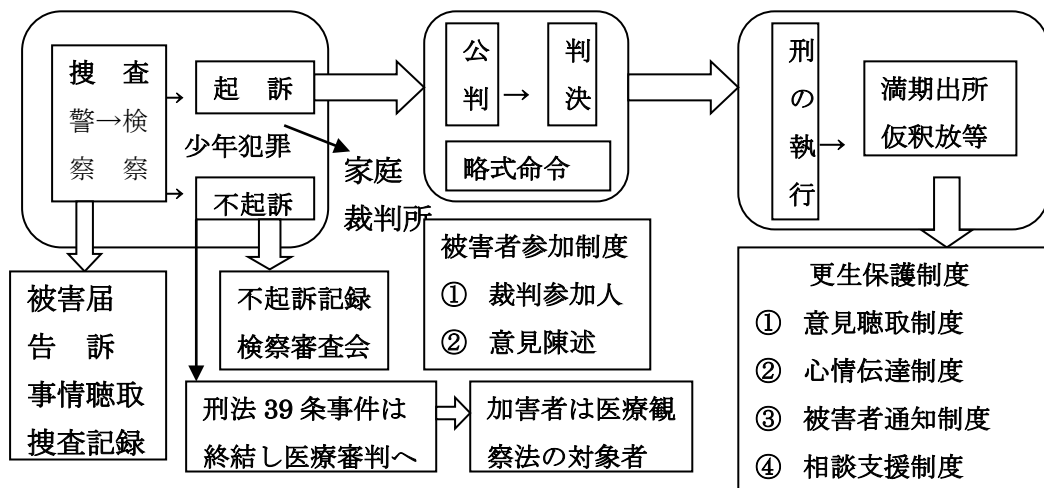 捜　査
警→検
察　察
→
→
起　訴
少年犯罪
不起訴
家庭
裁判所
公判
→
判決
略式命令
刑の執行
→
満期出所
仮釈放等
被害届
告　訴
事情聴取
捜査記録
不起訴記録
検察審査会
被害者参加制度
①　裁判参加人
②　意見陳述
刑法 39 条事件は
終結し医療審判へ
加害者は医療観
察法の対象者
更生保護制度
①　意見聴取制度
②　心情伝達制度
③　被害者通知制度
④　相談支援制度